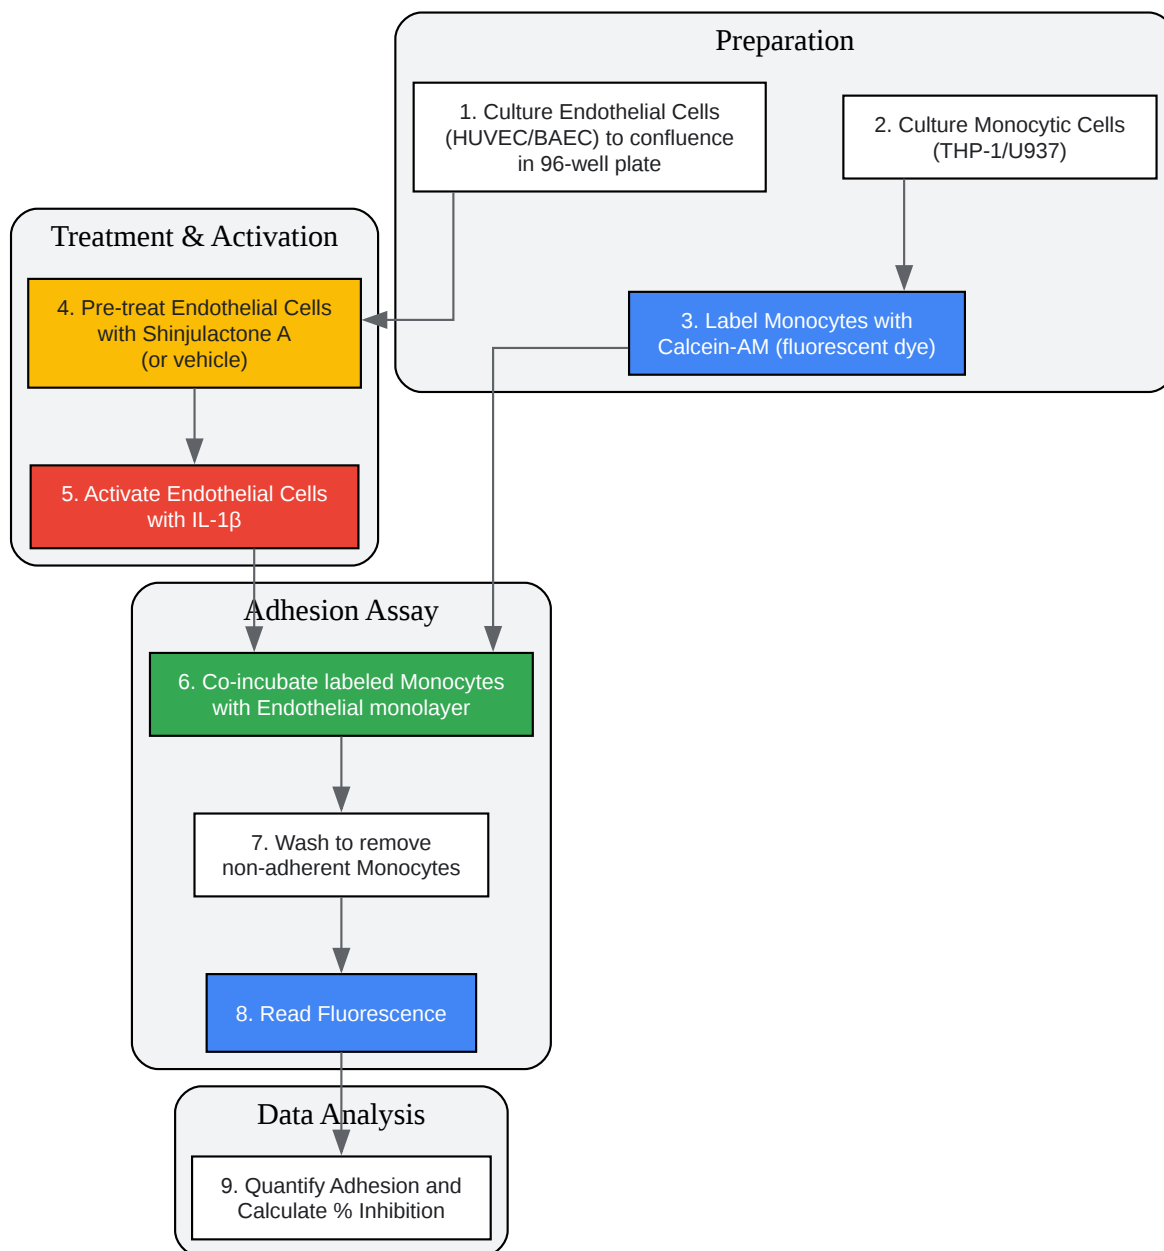 Preparation
1. Culture Endothelial Cells
(HUVEC/BAEC) to confluence
in 96-well plate
2. Culture Monocytic Cells
(THP-1/U937)
3. Label Monocytes with
Calcein-AM (fluorescent dye)
Treatment & Activation
4. Pre-treat Endothelial Cells
with Shinjulactone A
(or vehicle)
5. Activate Endothelial Cells
with IL-1β
Adhesion Assay
6. Co-incubate labeled Monocytes
with Endothelial monolayer
7. Wash to remove
non-adherent Monocytes
8. Read Fluorescence
Data Analysis
9. Quantify Adhesion and
Calculate % Inhibition